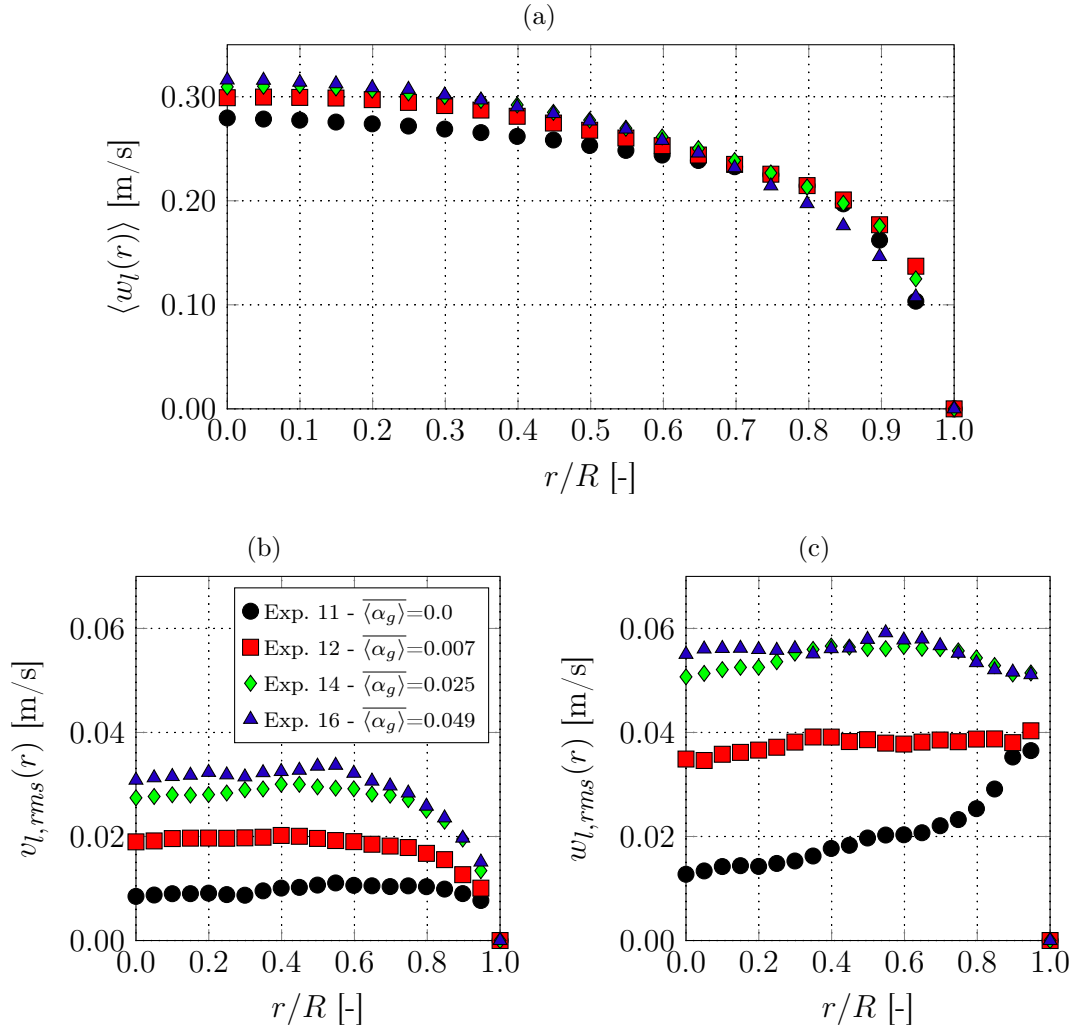 (a)
0.30
0.20
0.10
0.00
⟨w_l(r)⟩ [m/s]
0.0 0.1 0.2 0.3 0.4 0.5 0.6 0.7 0.8 0.9 1.0
r/R [-]
(b)
0.06
0.04
0.02
0.00
v_{l,rms}(r) [m/s]
Exp. 11 - \overline{⟨α_g⟩}=0.0
Exp. 12 - \overline{⟨α_g⟩}=0.007
Exp. 14 - \overline{⟨α_g⟩}=0.025
Exp. 16 - \overline{⟨α_g⟩}=0.049
0.0 0.2 0.4 0.6 0.8 1.0
r/R [-]
(c)
0.06
0.04
0.02
0.00
w_{l,rms}(r) [m/s]
0.0 0.2 0.4 0.6 0.8 1.0
r/R [-]